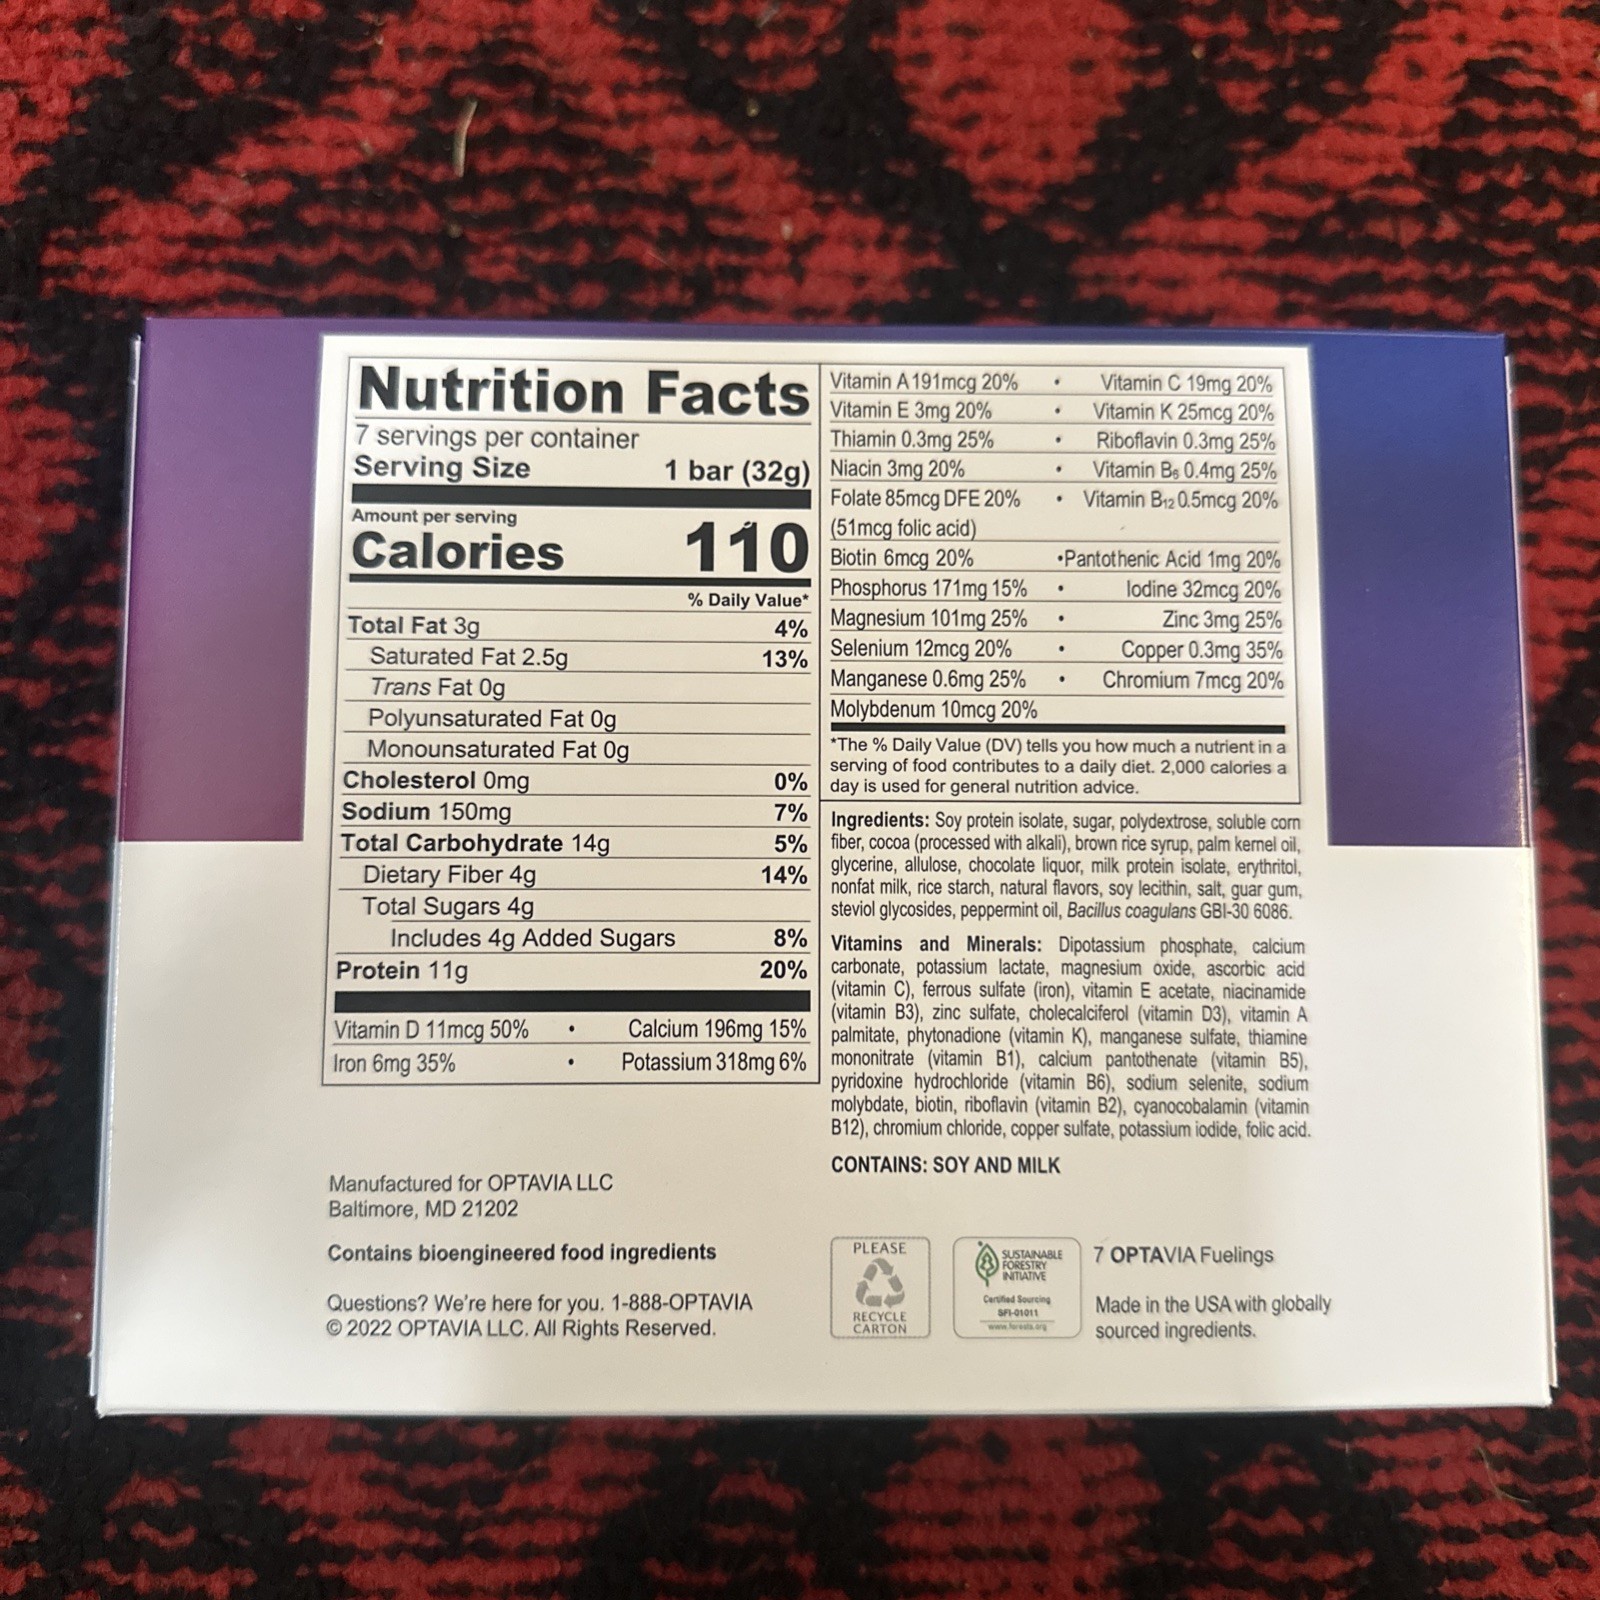 Nutrition Facts
7 servings per container
Serving Size 1 bar (32g)
Amount per serving
Calories 110
% Daily Value*
Total Fat 3g 4%
Saturated Fat 2.5g 13%
Trans Fat 0g
Polyunsaturated Fat 0g
Monounsaturated Fat 0g
Cholesterol 0mg 0%
Sodium 150mg 7%
Total Carbohydrate 14g 5%
Dietary Fiber 4g 14%
Total Sugars 4g
Includes 4g Added Sugars 8%
Protein 11g 20%
Vitamin D 11mcg 50% • Calcium 196mg 15%
Iron 6mg 35% • Potassium 318mg 6%
Vitamin A 191mcg 20% • Vitamin C 19mg 20%
Vitamin E 3mg 20% • Vitamin K 25mcg 20%
Thiamin 0.3mg 25% • Riboflavin 0.3mg 25%
Niacin 3mg 20% • Vitamin B6 0.4mg 25%
Folate 85mcg DFE 20% • Vitamin B12 0.5mcg 20%
(51mcg folic acid)
Biotin 6mcg 20% •Pantothenic Acid 1mg 20%
Phosphorus 171mg 15% • Iodine 32mcg 20%
Magnesium 101mg 25% • Zinc 3mg 25%
Selenium 12mcg 20% • Copper 0.3mg 35%
Manganese 0.6mg 25% • Chromium 7mcg 20%
Molybdenum 10mcg 20%
*The % Daily Value (DV) tells you how much a nutrient in a
serving of food contributes to a daily diet. 2,000 calories a
day is used for general nutrition advice.
Ingredients: Soy protein isolate, sugar, polydextrose, soluble corn
fiber, cocoa (processed with alkali), brown rice syrup, palm kernel oil,
glycerine, allulose, chocolate liquor, milk protein isolate, erythritol,
nonfat milk, rice starch, natural flavors, soy lecithin, salt, guar gum,
steviol glycosides, peppermint oil, Bacillus coagulans GBI-30 6086.
Vitamins and Minerals: Dipotassium phosphate, calcium
carbonate, potassium lactate, magnesium oxide, ascorbic acid
(vitamin C), ferrous sulfate (iron), vitamin E acetate, niacinamide
(vitamin B3), zinc sulfate, cholecalciferol (vitamin D3), vitamin A
palmitate, phytonadione (vitamin K), manganese sulfate, thiamine
mononitrate (vitamin B1), calcium pantothenate (vitamin B5),
pyridoxine hydrochloride (vitamin B6), sodium selenite, sodium
molybdate, biotin, riboflavin (vitamin B2), cyanocobalamin (vitamin
B12), chromium chloride, copper sulfate, potassium iodide, folic acid.
CONTAINS: SOY AND MILK
Manufactured for OPTAVIA LLC
Baltimore, MD 21202
Contains bioengineered food ingredients
Questions? We're here for you. 1-888-OPTAVIA
© 2022 OPTAVIA LLC. All Rights Reserved.
PLEASE
RECYCLE
CARTON
SUSTAINABLE
FORESTRY
INITIATIVE
Certified Sourcing
SFI-01011
www.forests.org
7 OPTAVIA Fuelings
Made in the USA with globally
sourced ingredients.